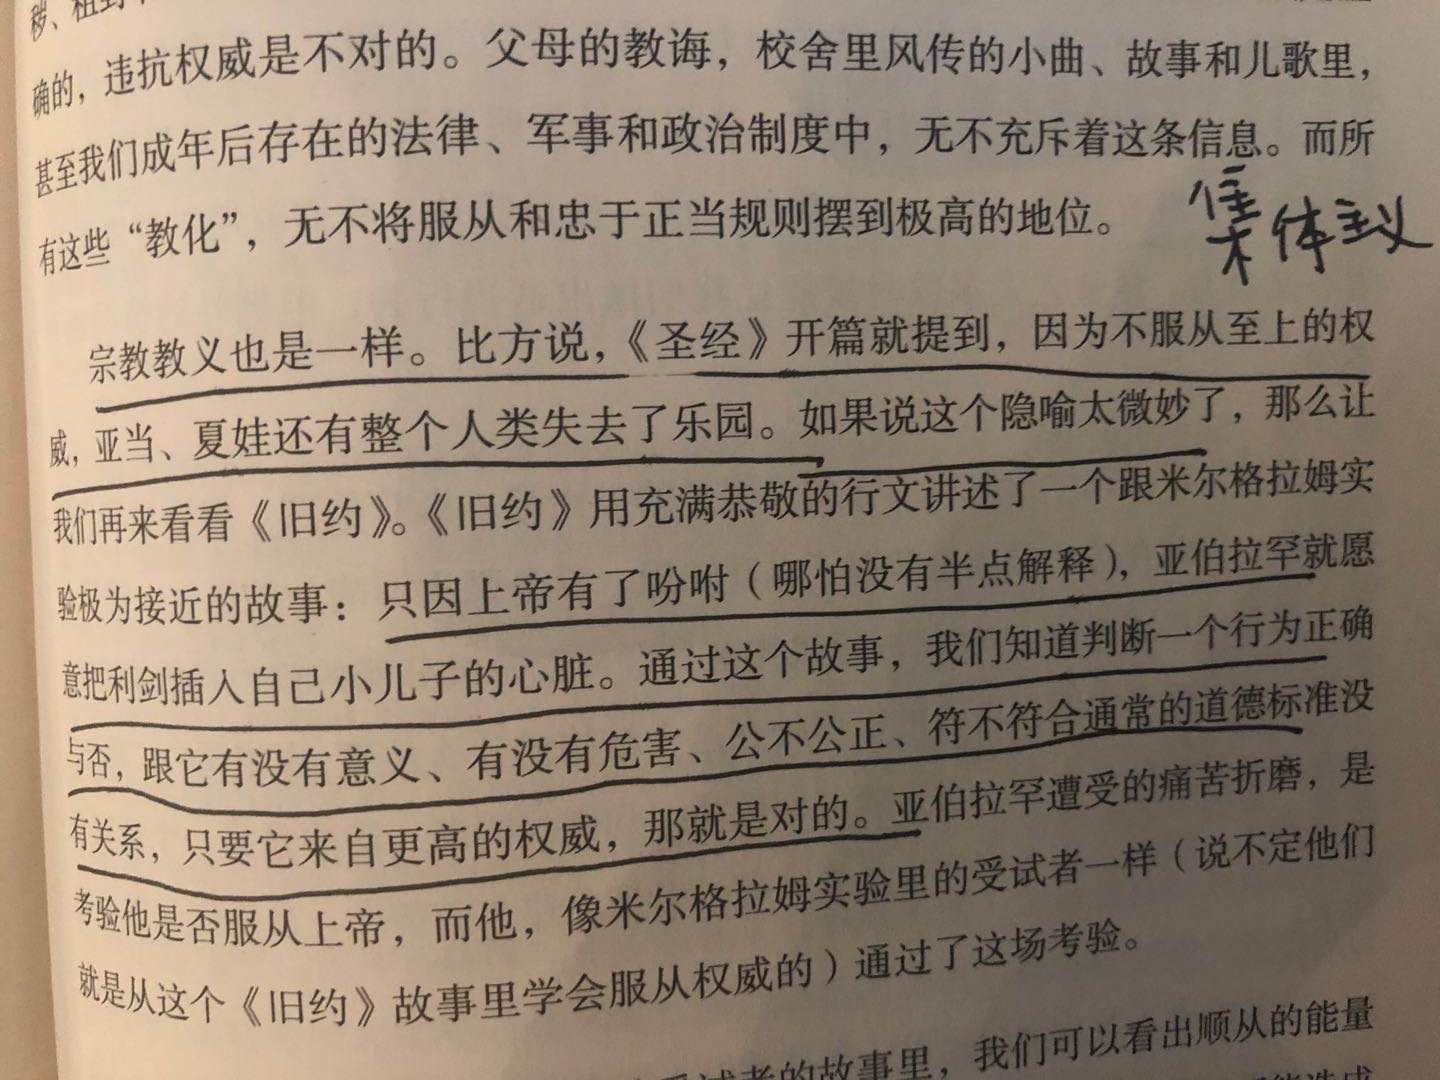 秽、
确的，违抗权威是不对的。父母的教诲，校舍里风传的小曲、故事和儿歌里，
甚至我们成年后存在的法律、军事和政治制度中，无不充斥着这条信息。而所
有这些“教化”，无不将服从和忠于正当规则摆到极高的地位。
集体主义
宗教教义也是一样。比方说，《圣经》开篇就提到，因为不服从至上的权
威，亚当、夏娃还有整个人类失去了乐园。如果说这个隐喻太微妙了，那么让
我们再来看看《旧约》。《旧约》用充满恭敬的行文讲述了一个跟米尔格拉姆实
验极为接近的故事：只因上帝有了吩咐（哪怕没有半点解释），亚伯拉罕就愿
意把利剑插入自己小儿子的心脏。通过这个故事，我们知道判断一个行为正确
与否，跟它有没有意义、有没有危害、公不公正、符不符合通常的道德标准没
有关系，只要它来自更高的权威，那就是对的。亚伯拉罕遭受的痛苦折磨，是
考验他是否服从上帝，而他，像米尔格拉姆实验里的受试者一样（说不定他们
就是从这个《旧约》故事里学会服从权威的）通过了这场考验。
受试者的故事里，我们可以看出顺从的能量